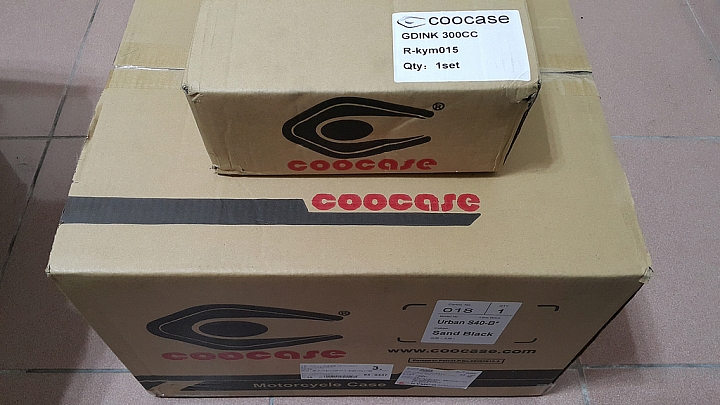 coocase
GDINK 300CC
R-kym015
Qty: 1set
®
coocase
coocase
®
018
1
Urban S40-D*
Sand Black
www.coocase.com
3
Motorcycle Case